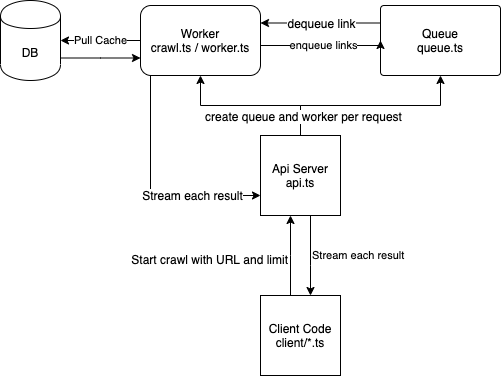 DB
Pull Cache
Worker
crawl.ts / worker.ts
dequeue link
enqueue links
Queue
queue.ts
create queue and worker per request
Api Server
api.ts
Stream each result
Start crawl with URL and limit
Stream each result
Client Code
client/*.ts